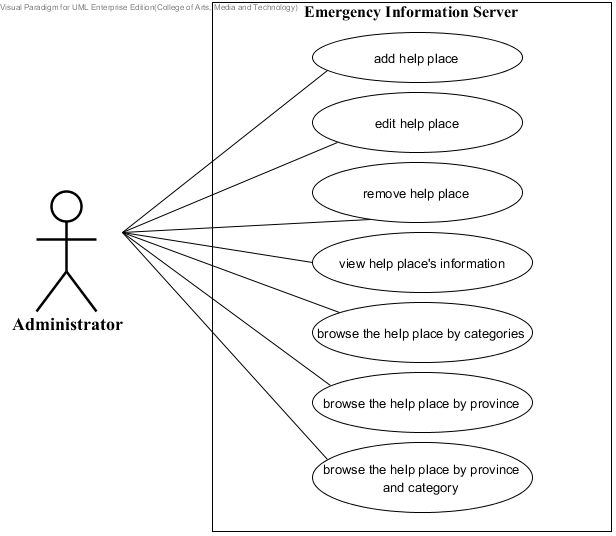 Visual Paradigm for UML Enterprise Edition(College of Arts, Media and Technology)
Emergency Information Server
add help place
edit help place
remove help place
view help place's information
browse the help place by categories
browse the help place by province
browse the help place by province
and category
Administrator